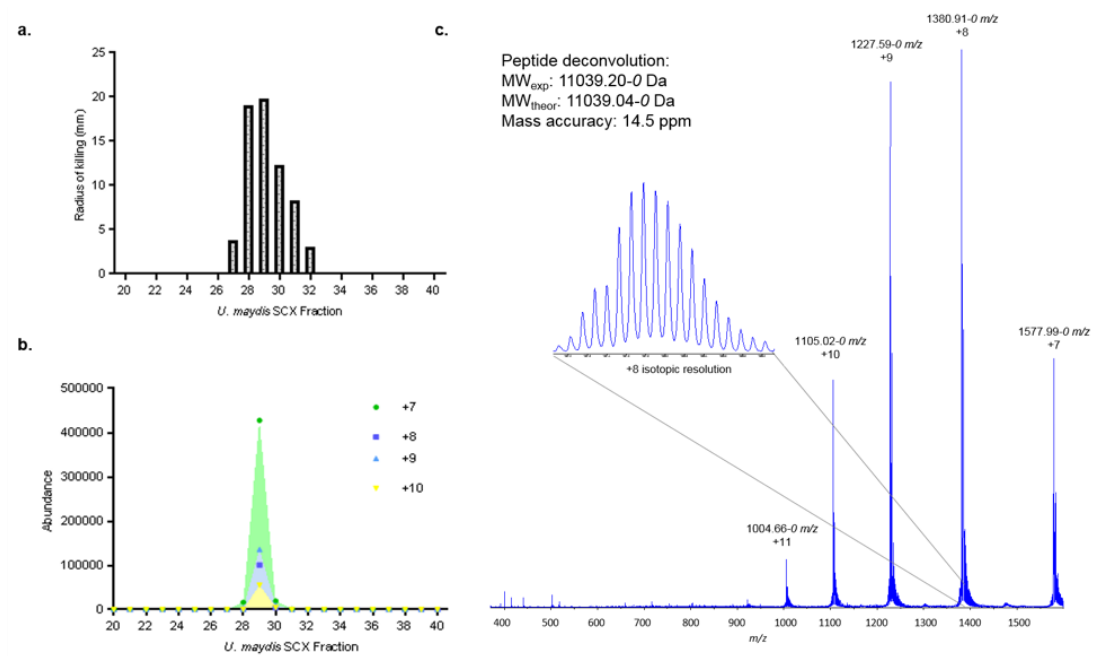 a.
25
20
15
10
5
0
Radius of killing (mm)
20 22 24 26 28 30 32 34 36 38 40
U. maydis SCX Fraction
b.
500000
400000
300000
200000
100000
0
Abundance
+7
+8
+9
+10
20 22 24 26 28 30 32 34 36 38 40
U. maydis SCX Fraction
c.
Peptide deconvolution:
MWexp: 11039.20-0 Da
MWtheor: 11039.04-0 Da
Mass accuracy: 14.5 ppm
+8 isotopic resolution
1004.66-0 m/z
+11
1105.02-0 m/z
+10
1227.59-0 m/z
+9
1380.91-0 m/z
+8
1577.99-0 m/z
+7
400 500 600 700 800 900 1000 1100 1200 1300 1400 1500
m/z